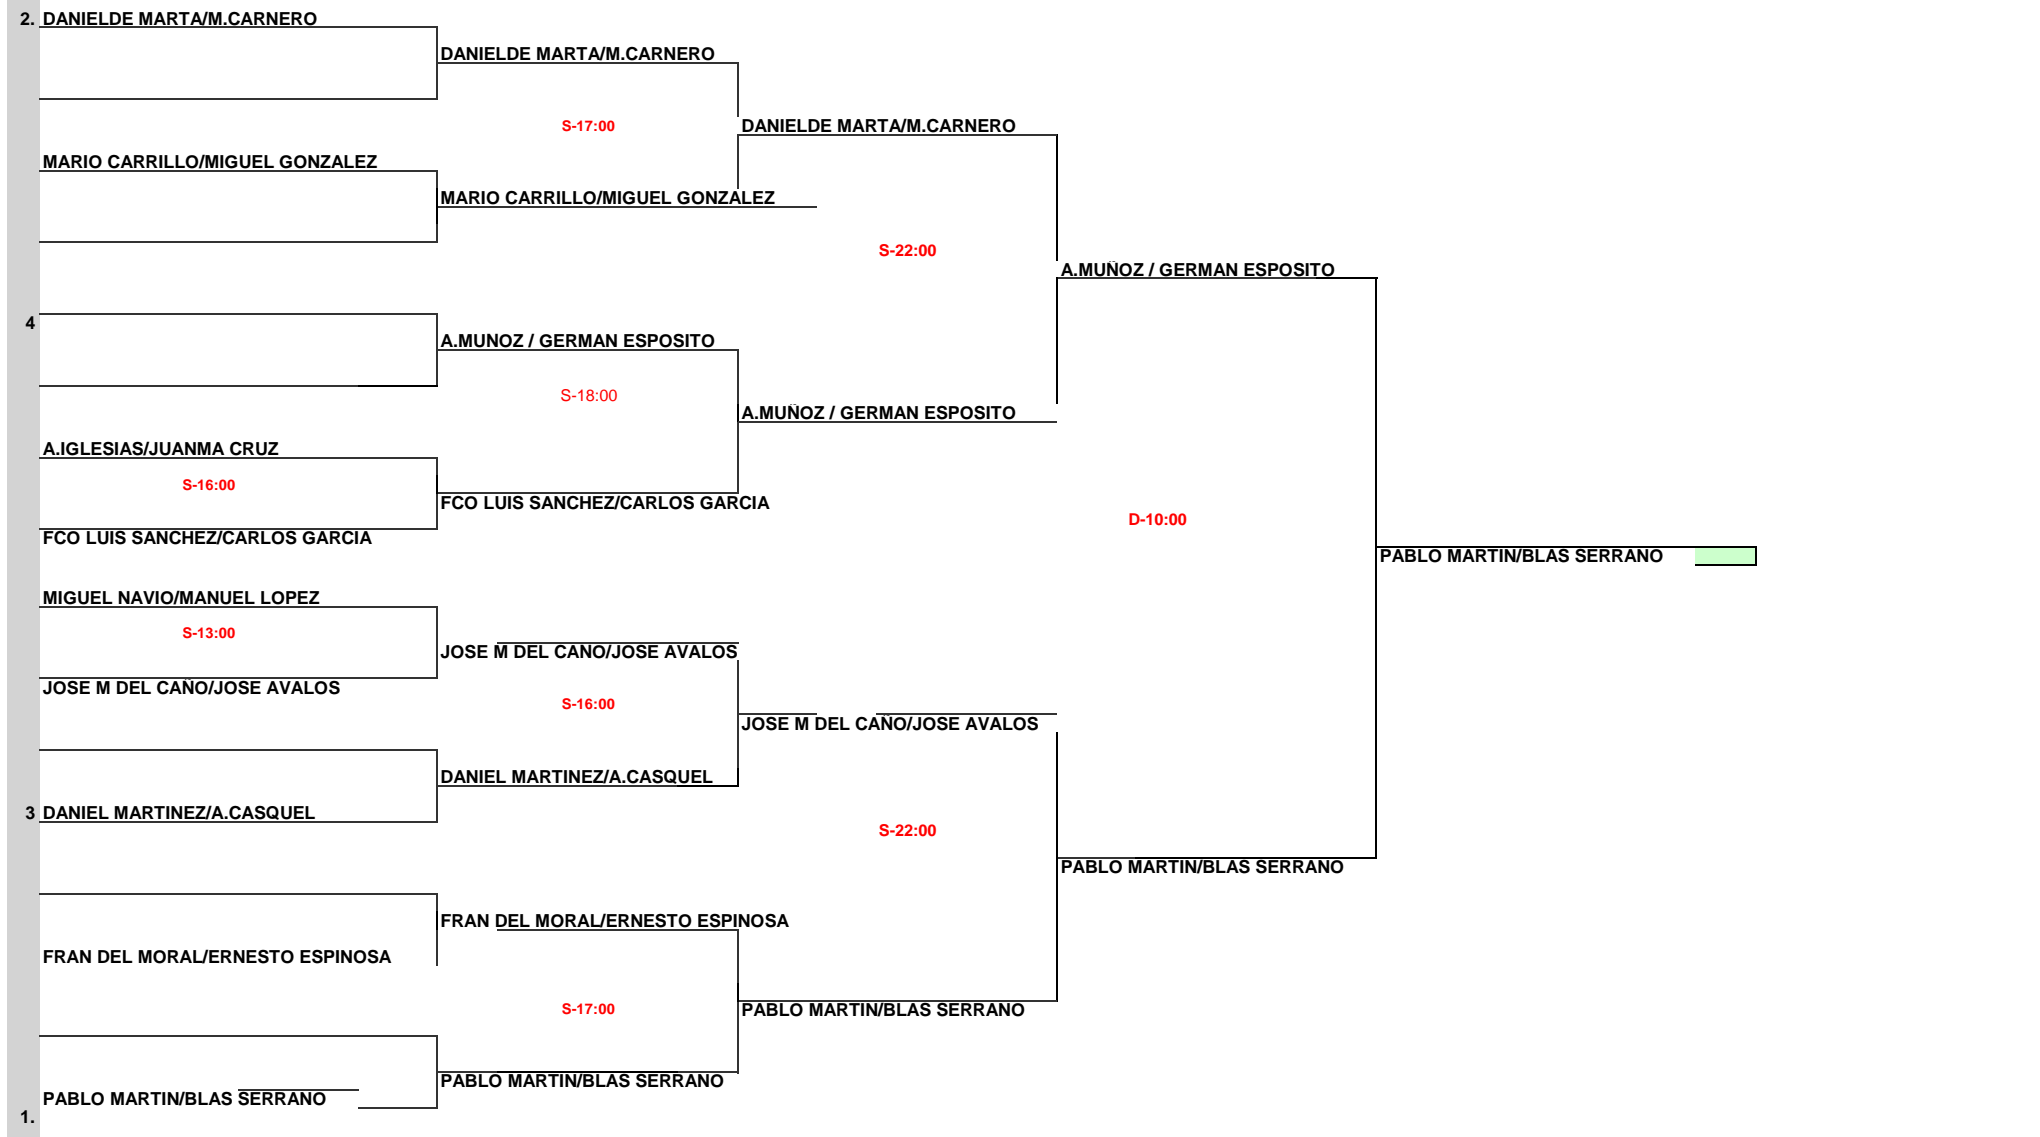 2. DANIELDE MARTA/M.CARNERO
DANIELDE MARTA/M.CARNERO
S-17:00
DANIELDE MARTA/M.CARNERO
MARIO CARRILLO/MIGUEL GONZALEZ
MARIO CARRILLO/MIGUEL GONZALEZ
S-22:00
A.MUÑOZ / GERMAN ESPOSITO
4
A.MUNOZ / GERMAN ESPOSITO
S-18:00
A.MUÑOZ / GERMAN ESPOSITO
A.IGLESIAS/JUANMA CRUZ
S-16:00
FCO LUIS SANCHEZ/CARLOS GARCIA
D-10:00
FCO LUIS SANCHEZ/CARLOS GARCIA
PABLO MARTIN/BLAS SERRANO
MIGUEL NAVIO/MANUEL LOPEZ
S-13:00
JOSE M DEL CANO/JOSE AVALOS
JOSE M DEL CAÑO/JOSE AVALOS
S-16:00
JOSE M DEL CAÑO/JOSE AVALOS
DANIEL MARTINEZ/A.CASQUEL
3 DANIEL MARTINEZ/A.CASQUEL
S-22:00
PABLO MARTIN/BLAS SERRANO
FRAN DEL MORAL/ERNESTO ESPINOSA
FRAN DEL MORAL/ERNESTO ESPINOSA
S-17:00
PABLO MARTIN/BLAS SERRANO
PABLO MARTIN/BLAS SERRANO
PABLO MARTIN/BLAS SERRANO
1.